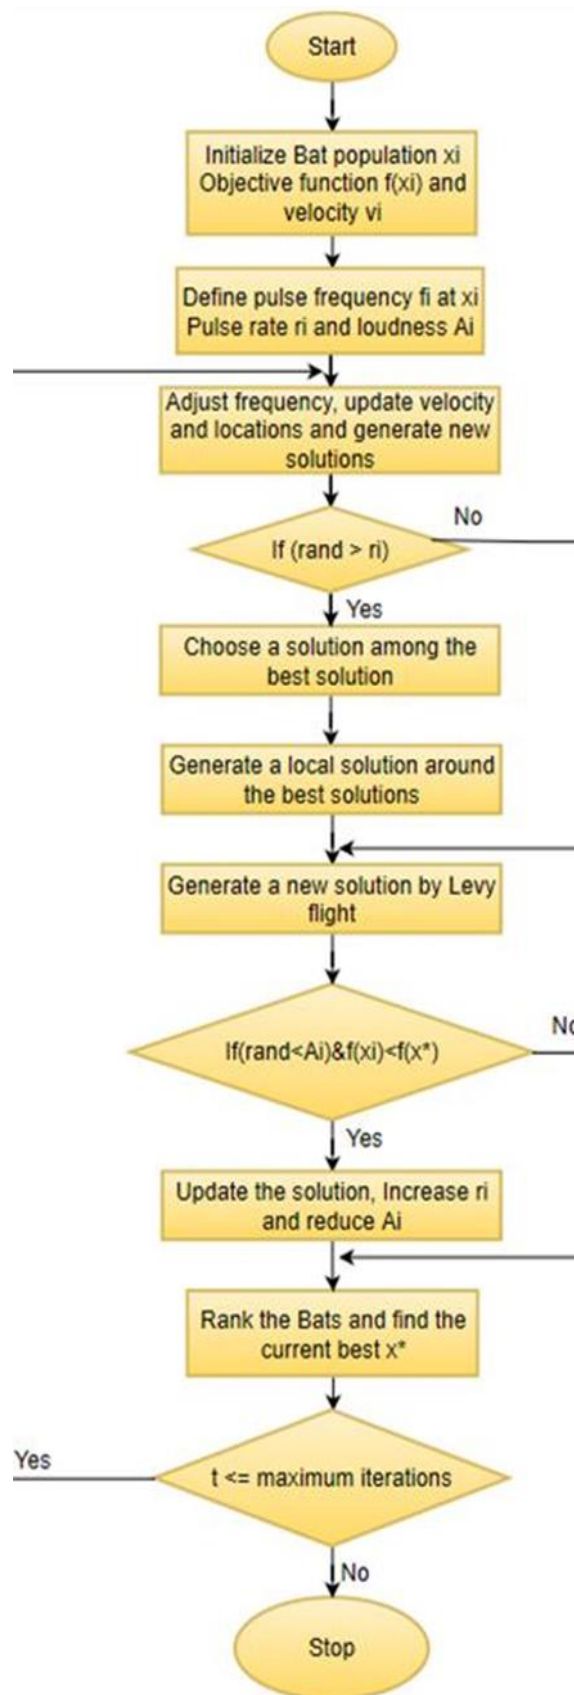 Start
Initialize Bat population xi
Objective function f(xi) and
velocity vi
Define pulse frequency fi at xi
Pulse rate ri and loudness Ai
Adjust frequency, update velocity
and locations and generate new
solutions
If (rand > ri)
No
Yes
Choose a solution among the
best solution
Generate a local solution around
the best solutions
Generate a new solution by Levy
flight
If(rand<Ai)&f(xi)<f(x*)
No
Yes
Update the solution, Increase ri
and reduce Ai
Rank the Bats and find the
current best x*
Yes
t <= maximum iterations
No
Stop